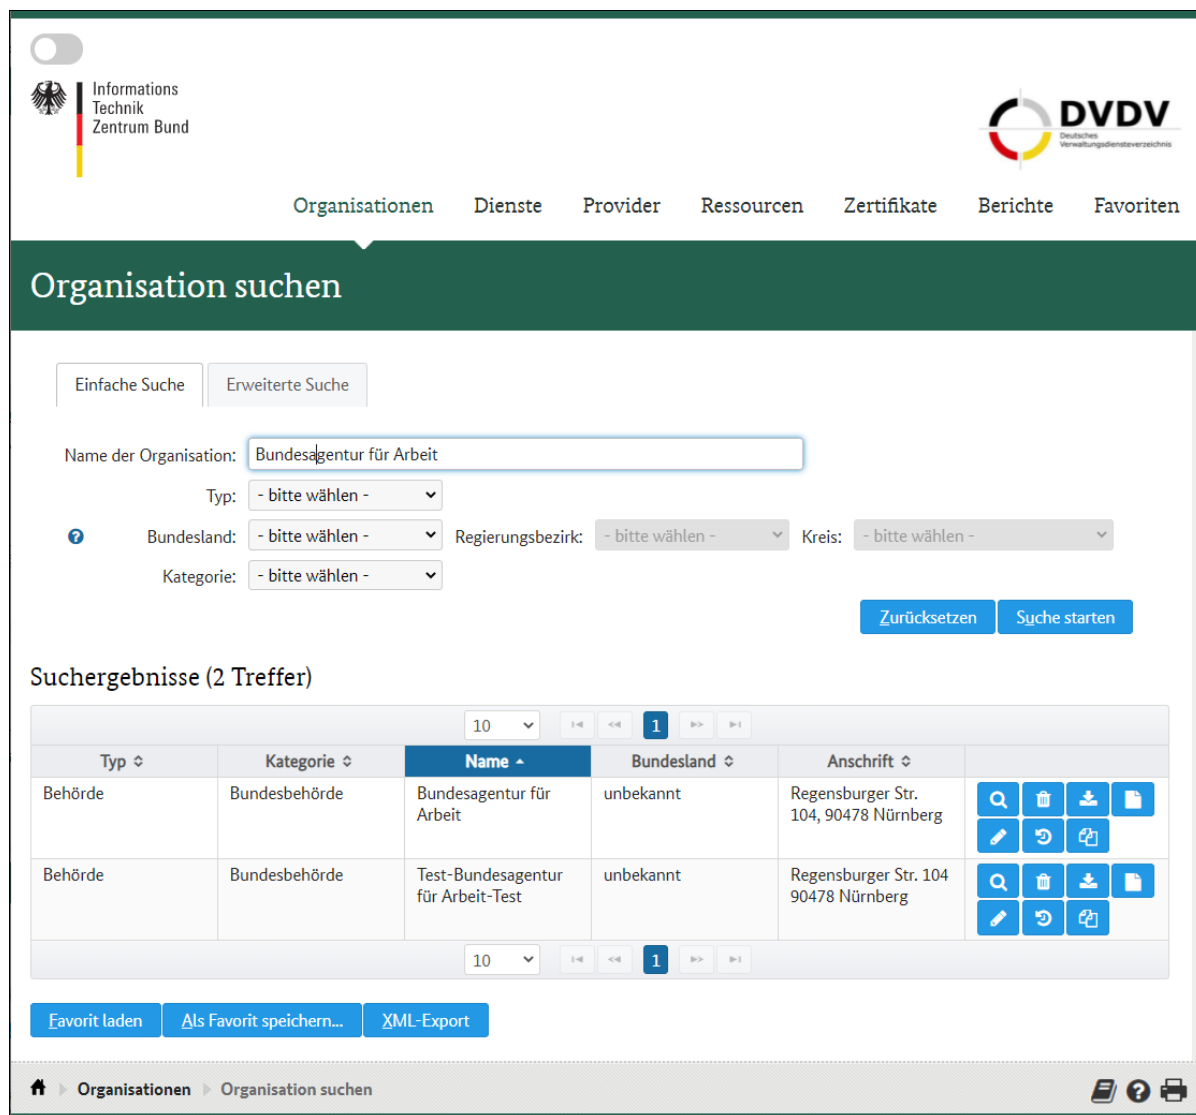 Informations
Technik
Zentrum Bund
DVDV
Deutsches
Verwaltungsdiensteverzeichnis
Organisationen Dienste Provider Ressourcen Zertifikate Berichte Favoriten
Organisation suchen
Einfache Suche Erweiterte Suche
Name der Organisation: Bundesagentur für Arbeit
Typ: - bitte wählen -
Bundesland: - bitte wählen - Regierungsbezirk: - bitte wählen - Kreis: - bitte wählen -
Kategorie: - bitte wählen -
Zurücksetzen Suche starten
Suchergebnisse (2 Treffer)
10 1
Typ Kategorie Name Bundesland Anschrift
Behörde Bundesbehörde Bundesagentur für unbekannt Regensburger Str.
Arbeit 104, 90478 Nürnberg
Behörde Bundesbehörde Test-Bundesagentur unbekannt Regensburger Str. 104
für Arbeit-Test 90478 Nürnberg
10 1
Favorit laden Als Favorit speichern... XML-Export
Organisationen Organisation suchen